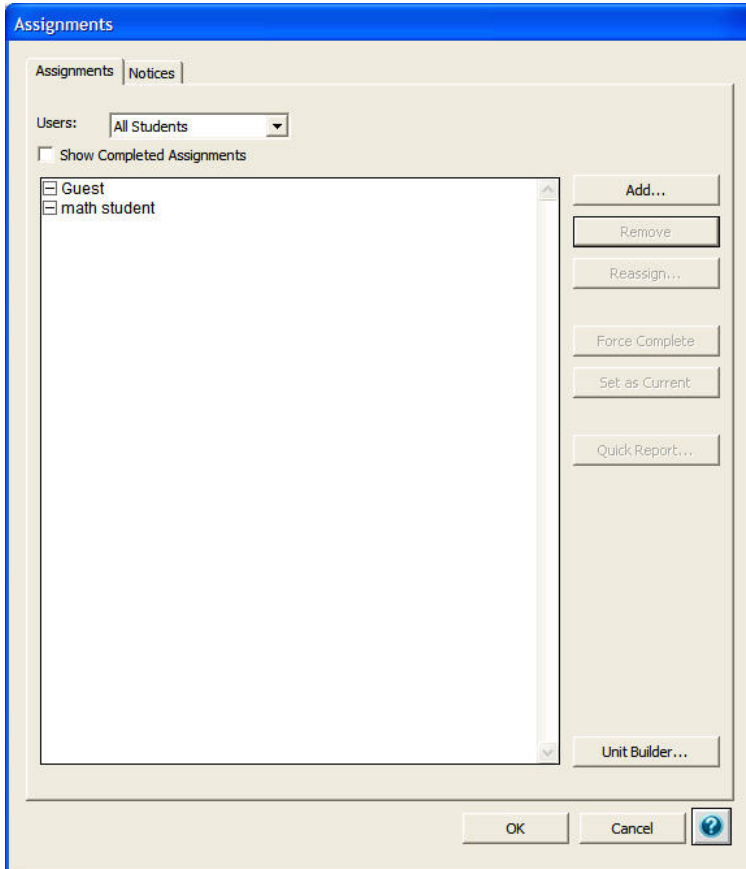 Assignments
Assignments Notices
Users: All Students
Show Completed Assignments
Guest
math student
Add...
Remove
Reassign...
Force Complete
Set as Current
Quick Report...
Unit Builder...
OK Cancel ?